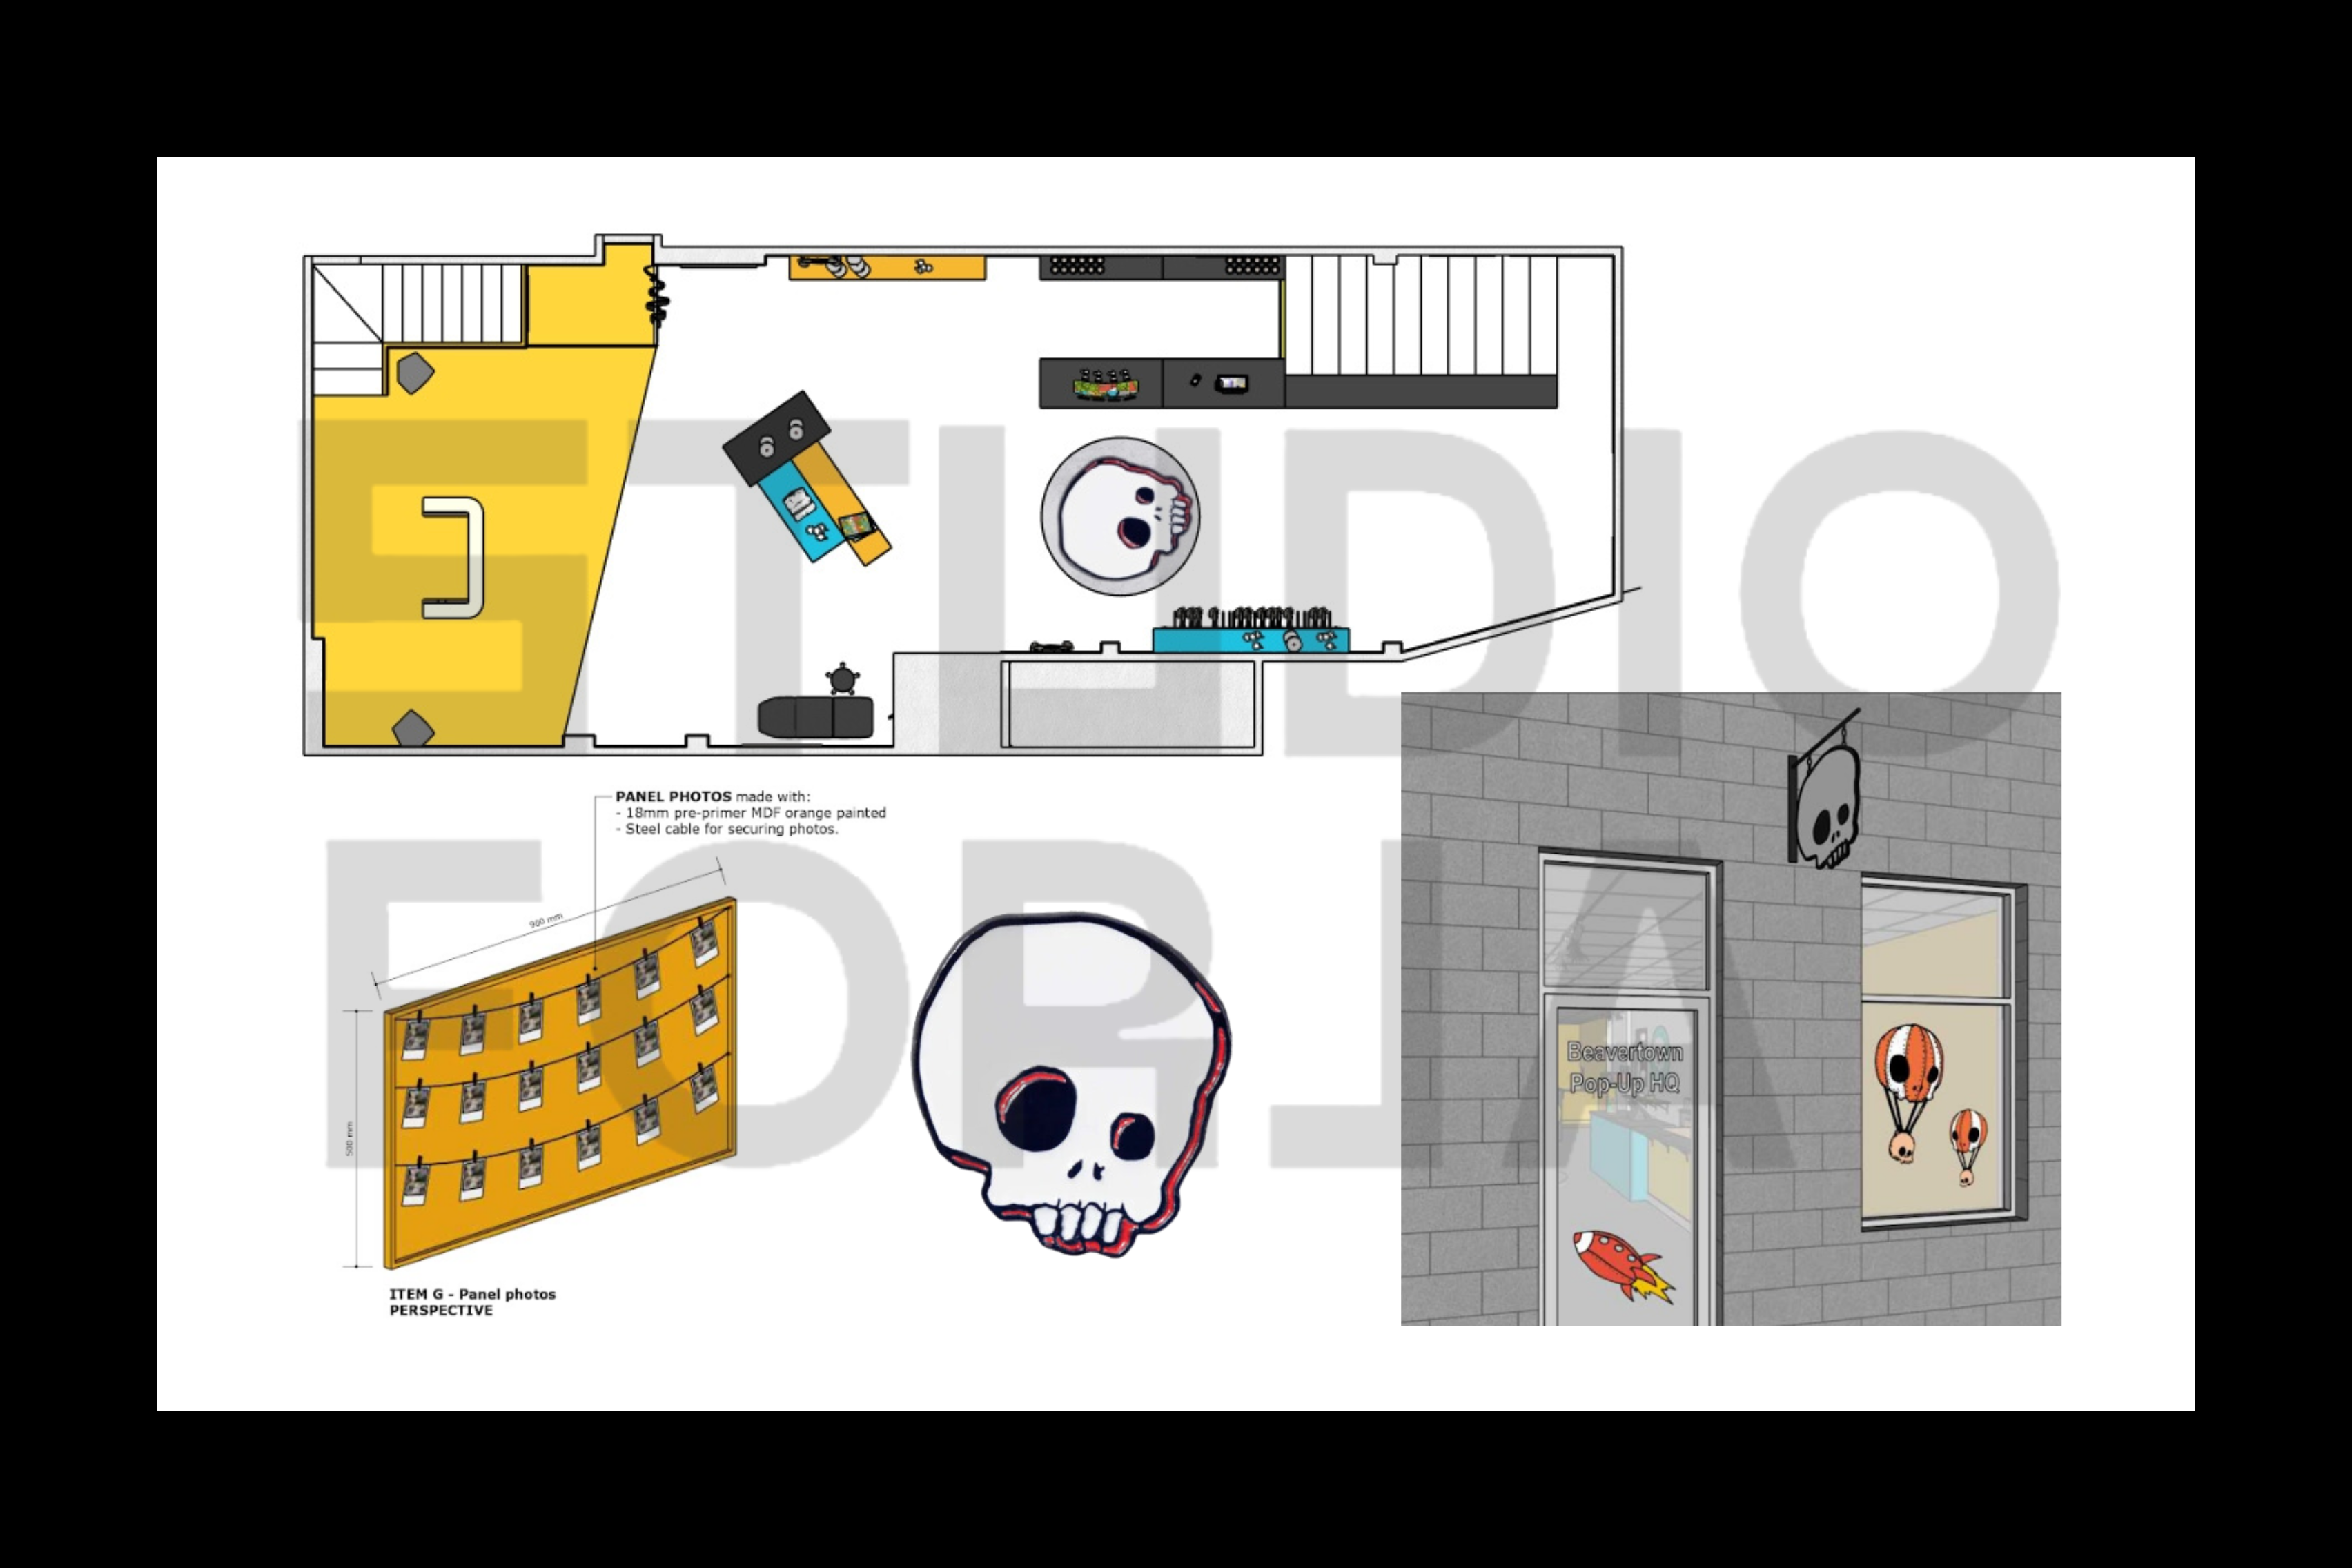 STUDIO
PANEL PHOTOS made with:
- 18mm pre-primer MDF orange painted
- Steel cable for securing photos.
900 mm
500 mm
ITEM G - Panel photos
PERSPECTIVE
Beavertown
Pop-Up HQ